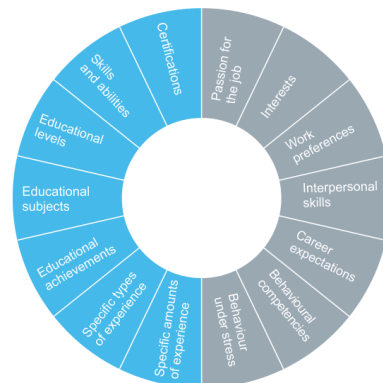 Passion for
the job
Interests
Work
preferences
Interpersonal
skills
Career
expectations
Behavioural
competencies
Behaviour
under stress
Specific amounts
of experience
Specific types
of experience
Educational
achievements
Educational
subjects
Educational
levels
Skills
and abilities
Certifications